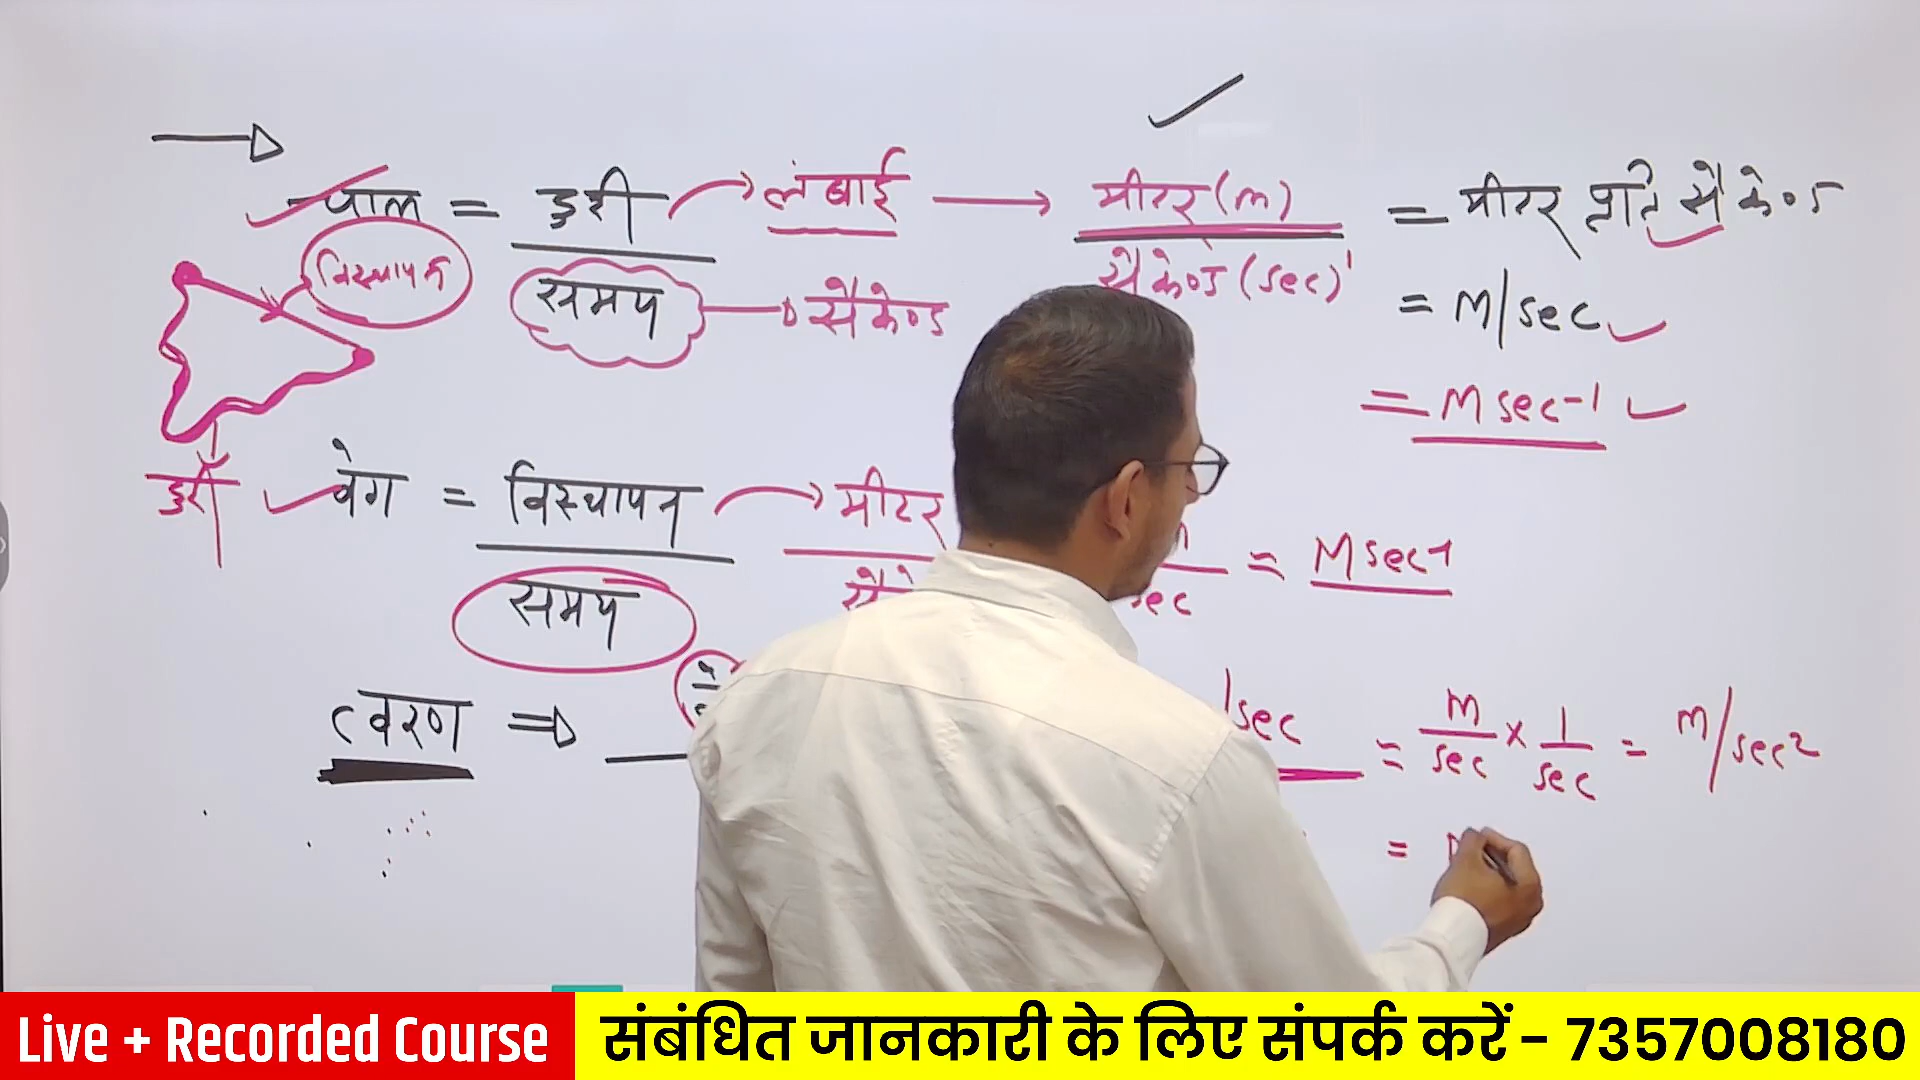 चाल = दुरी → लंबाई → मीटर (m) = मीटर प्रति सैकेण्ड
विस्थापन समय → सैकेण्ड सैकेण्ड (sec) = m/sec
= m sec-1
दुरी वेग = विस्थापन → मीटर = m sec-1
समय sec
त्वरण ⇒ /sec = m/sec × 1/sec = m/sec²
=
Live + Recorded Course संबंधित जानकारी के लिए संपर्क करें – 7357008180